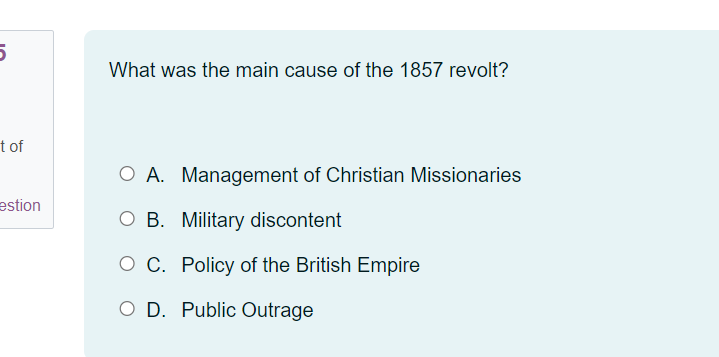 5
What was the main cause of the 1857 revolt?
t of
A. Management of Christian Missionaries
estion
B. Military discontent
C. Policy of the British Empire
D. Public Outrage